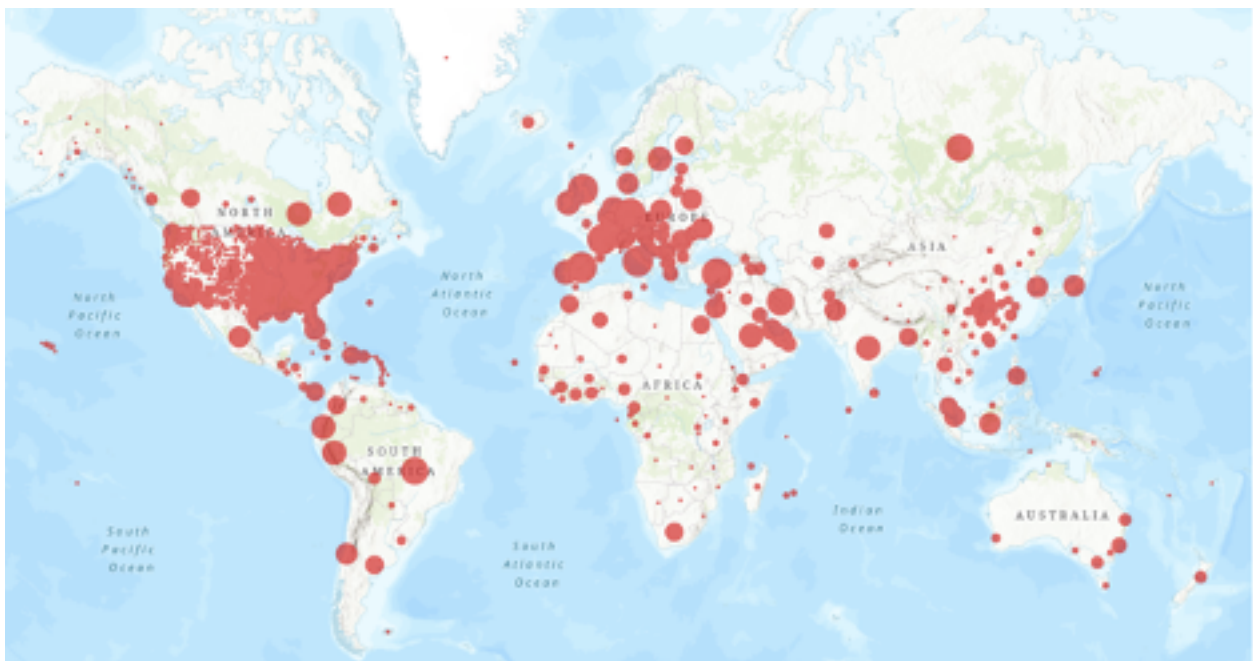 NORTH
AMERICA
EUROPE
ASIA
North
Pacific
Ocean
North
Atlantic
Ocean
North
Pacific
Ocean
AFRICA
SOUTH
AMERICA
South
Pacific
Ocean
South
Atlantic
Ocean
Indian
Ocean
AUSTRALIA